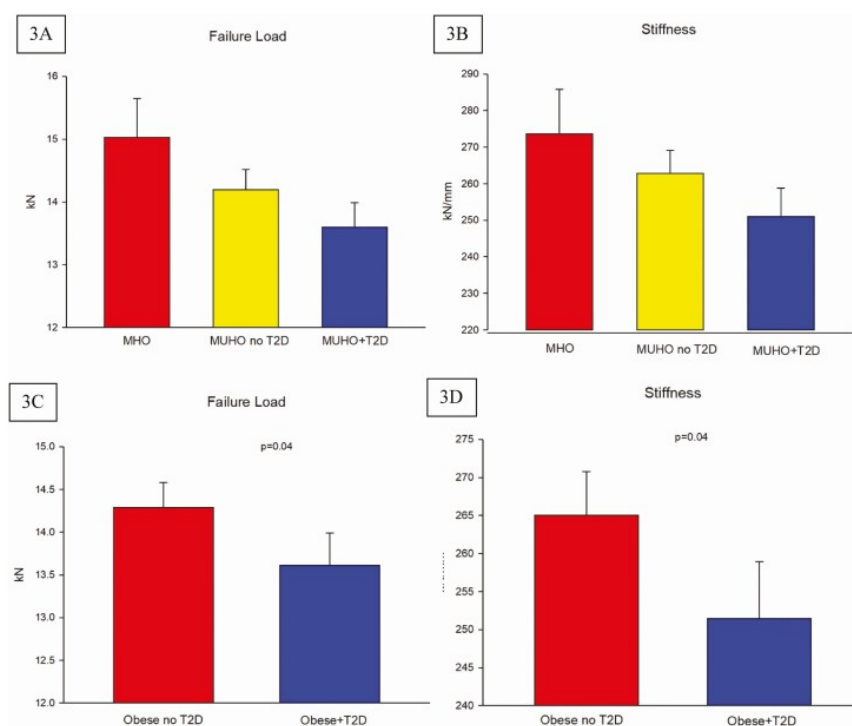 3A
Failure Load
16
15
14
13
12
kN
MHO
MUHO no T2D
MUHO+T2D
3B
Stiffness
290
280
270
260
250
240
230
220
kN/mm
MHO
MUHO no T2D
MUHO+T2D
3C
Failure Load
p=0.04
15.0
14.5
14.0
13.5
13.0
12.5
12.0
kN
Obese no T2D
Obese+T2D
3D
Stiffness
p=0.04
275
270
265
260
255
250
245
240
Obese no T2D
Obese+T2D